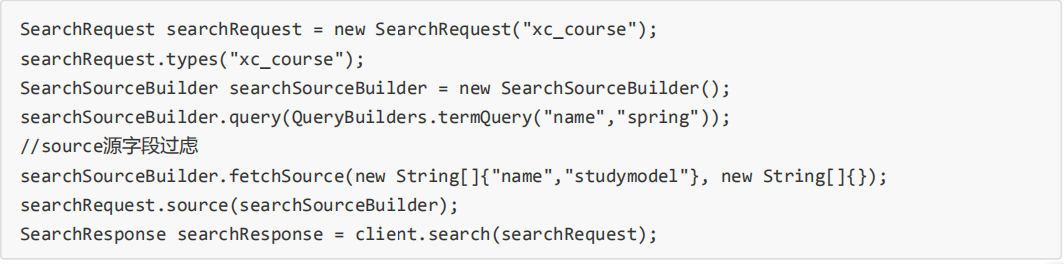 SearchRequest searchRequest = new SearchRequest("xc_course");
searchRequest.types("xc_course");
SearchSourceBuilder searchSourceBuilder = new SearchSourceBuilder();
searchSourceBuilder.query(QueryBuilders.termQuery("name","spring"));
//source源字段过虑
searchSourceBuilder.fetchSource(new String[]{"name","studymodel"}, new String[]{});
searchRequest.source(searchSourceBuilder);
SearchResponse searchResponse = client.search(searchRequest);